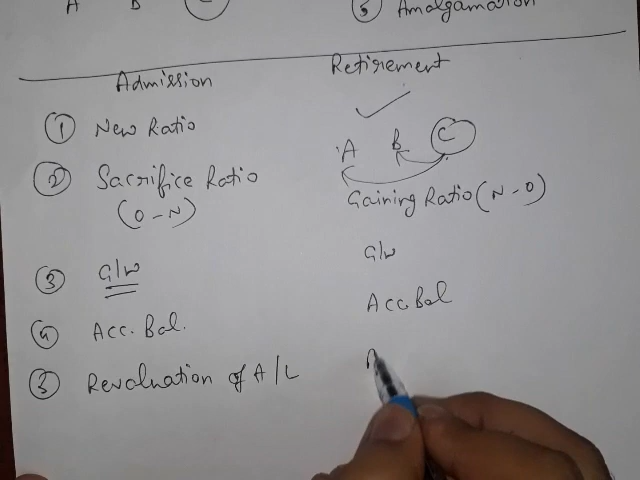 A B C
⑤ Amalgamation
Admission Retirement
① New Ratio ✓
A B C
② Sacrifice Ratio Gaining Ratio (N-O)
(O-N)
③ G/w G/w
④ Acc. Bal. Acc. Bal
⑤ Revaluation of A/L